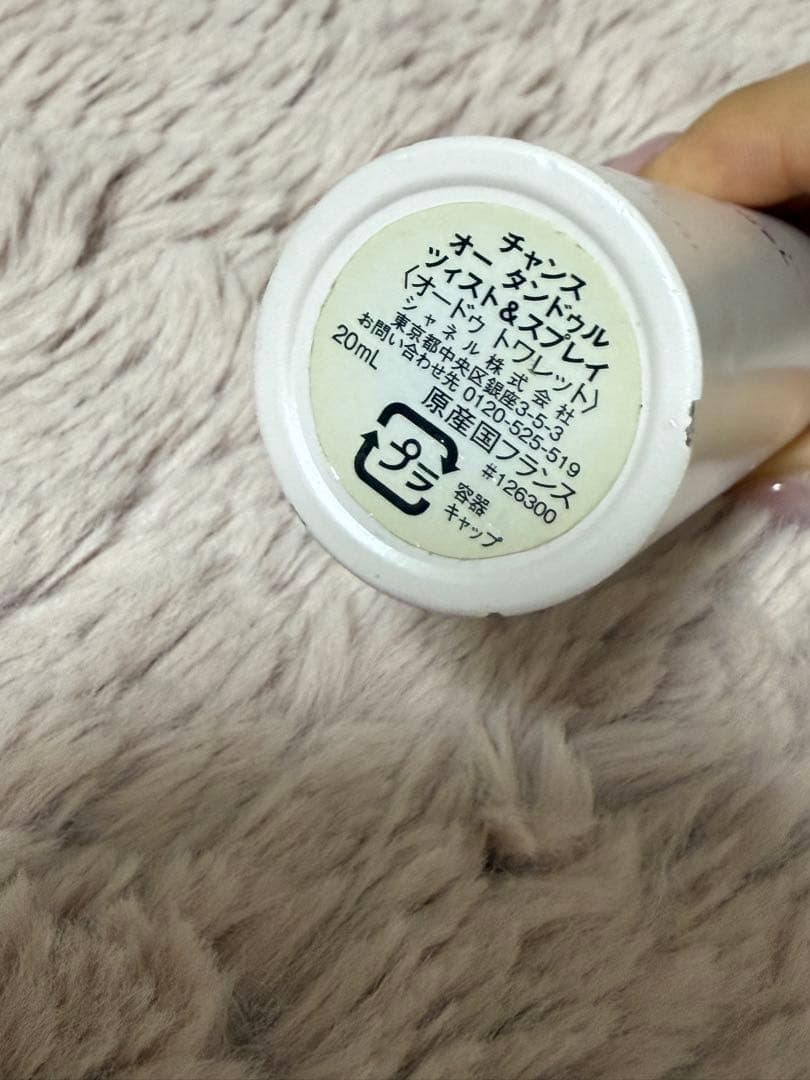 チャンス
オー タンドゥル
ツィスト&スプレイ
〈オードゥ トワレット〉
シャネル株式会社
東京都中央区銀座3-5-3
お問い合わせ先 0120-525-519
20mL
原産国フランス
#126300
プラ
容器
キャップ